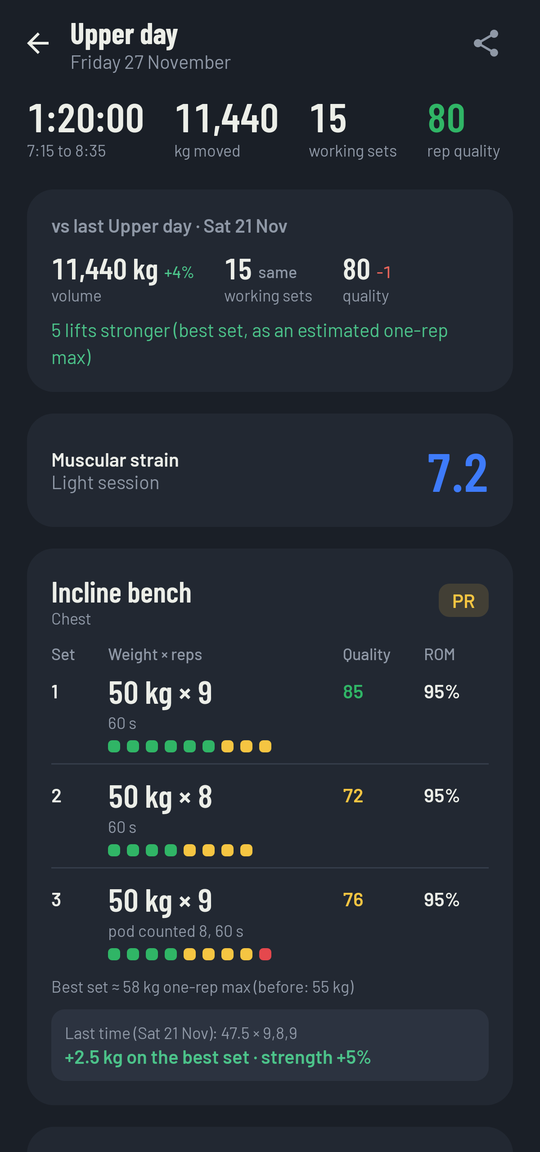 Upper day
Friday 27 November
1:20:00 11,440 15 80
7:15 to 8:35 kg moved working sets rep quality
vs last Upper day · Sat 21 Nov
11,440 kg +4% 15 same 80 -1
volume working sets quality
5 lifts stronger (best set, as an estimated one-rep
max)
Muscular strain
Light session
7.2
Incline bench
Chest
PR
Set Weight × reps Quality ROM
1 50 kg × 9 85 95%
60 s
2 50 kg × 8 72 95%
60 s
3 50 kg × 9 76 95%
pod counted 8, 60 s
Best set ≈ 58 kg one-rep max (before: 55 kg)
Last time (Sat 21 Nov): 47.5 × 9,8,9
+2.5 kg on the best set · strength +5%